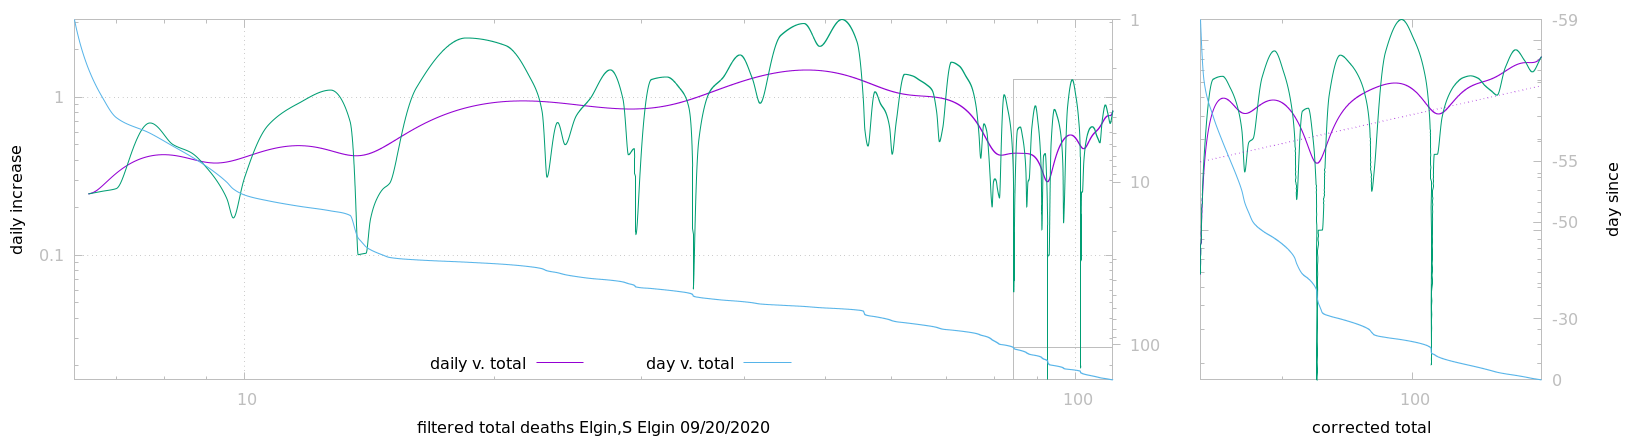 daily increase
1
0.1
10
100
1
10
100
daily v. total
day v. total
filtered total deaths Elgin,S Elgin 09/20/2020
-59
-55
-50
-30
0
day since
100
corrected total